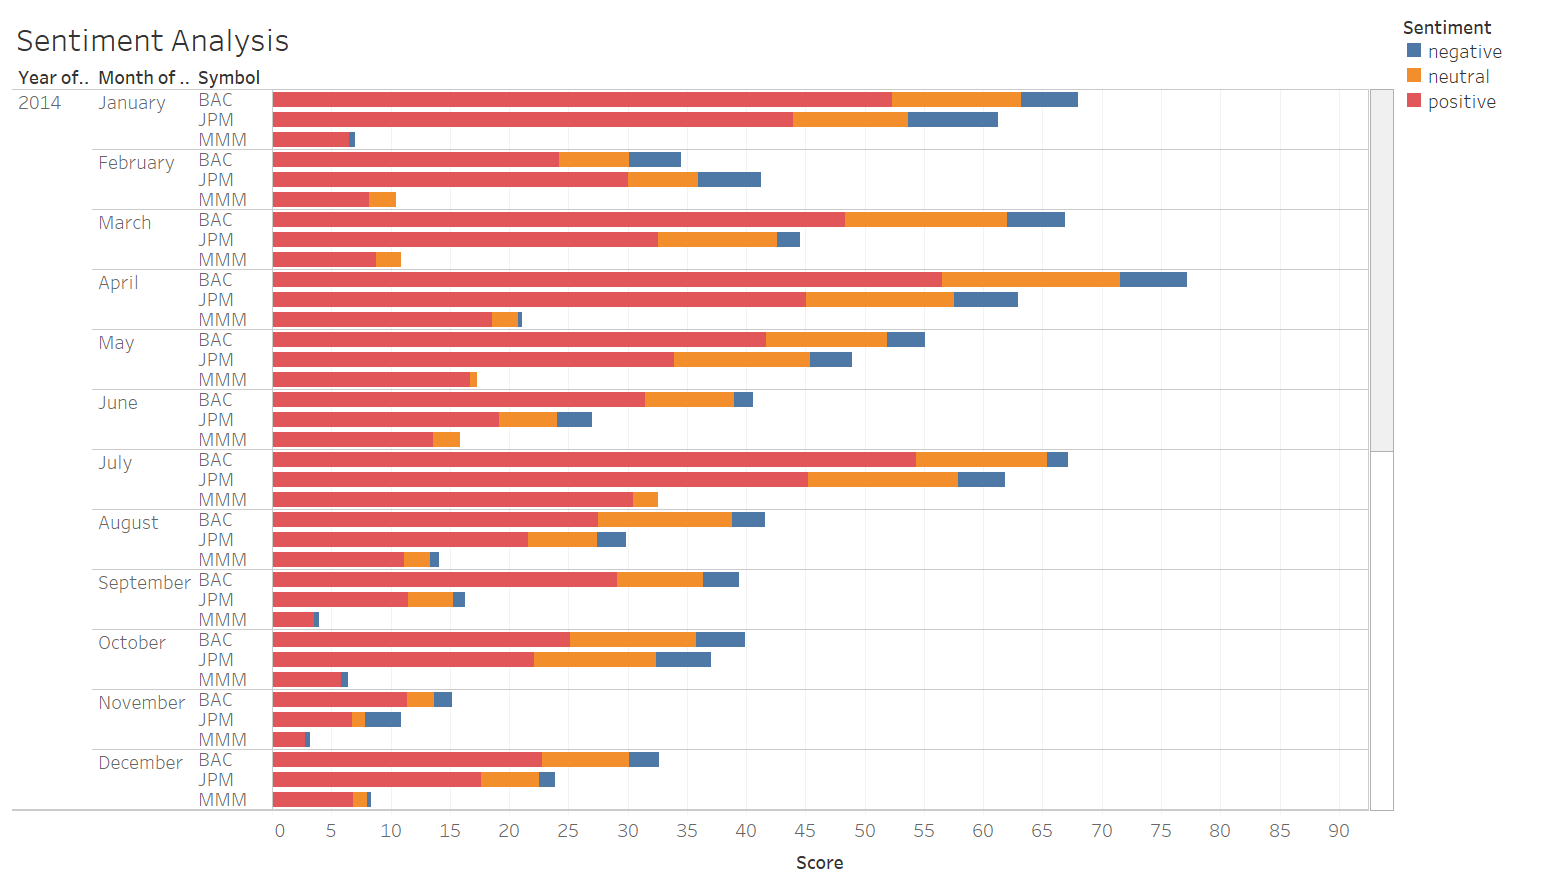 Sentiment Analysis
Sentiment
negative
neutral
positive
Year of.. Month of .. Symbol
2014 January BAC
JPM
MMM
February BAC
JPM
MMM
March BAC
JPM
MMM
April BAC
JPM
MMM
May BAC
JPM
MMM
June BAC
JPM
MMM
July BAC
JPM
MMM
August BAC
JPM
MMM
September BAC
JPM
MMM
October BAC
JPM
MMM
November BAC
JPM
MMM
December BAC
JPM
MMM
0 5 10 15 20 25 30 35 40 45 50 55 60 65 70 75 80 85 90
Score